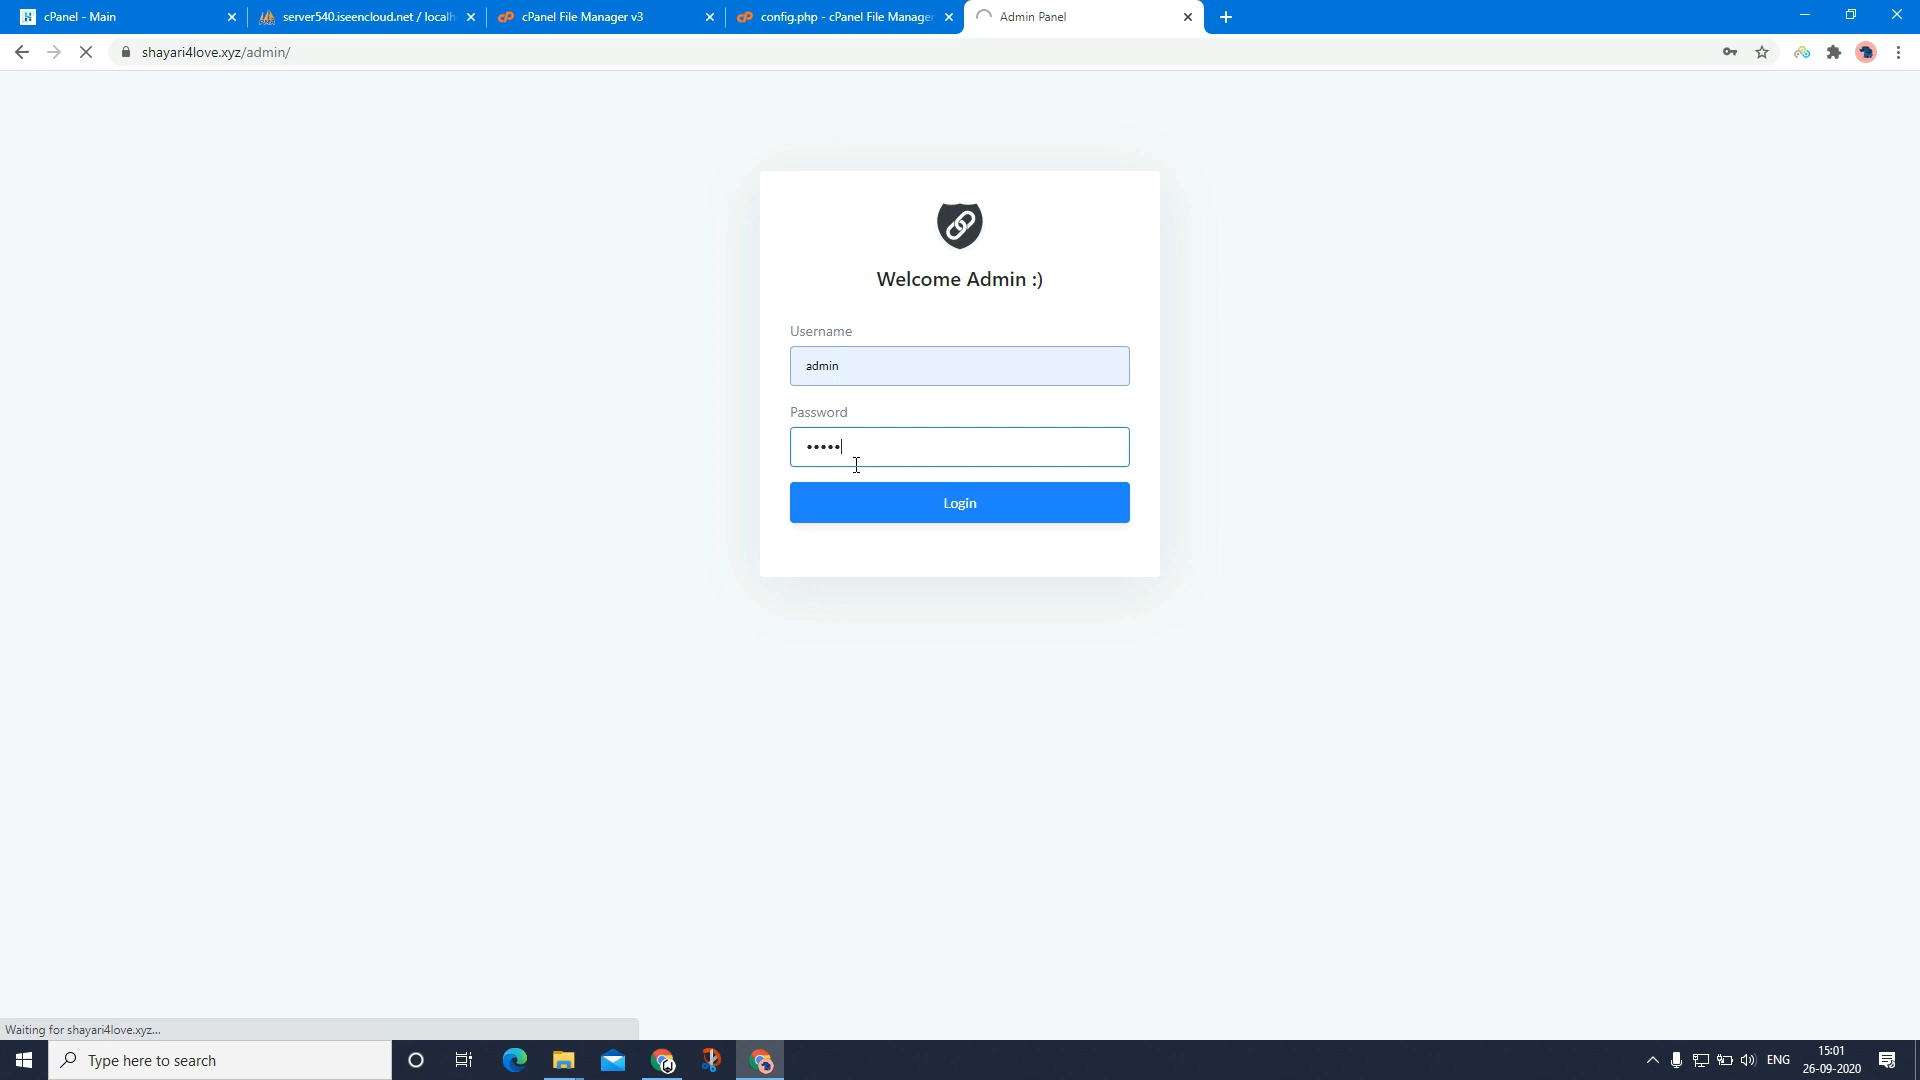 cPanel - Main
server540.iseencloud.net / localh
cPanel File Manager v3
config.php - cPanel File Manager
Admin Panel
shayari4love.xyz/admin/
Welcome Admin :)
Username
admin
Password
•••••
Login
Waiting for shayari4love.xyz...
Type here to search
ENG
15:01
26-09-2020